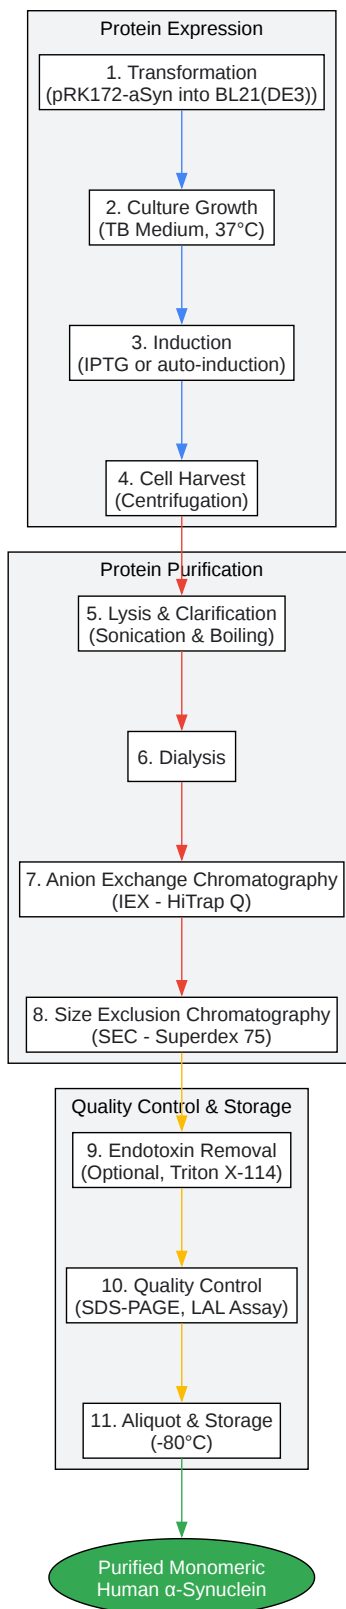 Protein Expression
1. Transformation
(pRK172-aSyn into BL21(DE3))
2. Culture Growth
(TB Medium, 37°C)
3. Induction
(IPTG or auto-induction)
4. Cell Harvest
(Centrifugation)
Protein Purification
5. Lysis & Clarification
(Sonication & Boiling)
6. Dialysis
7. Anion Exchange Chromatography
(IEX - HiTrap Q)
8. Size Exclusion Chromatography
(SEC - Superdex 75)
Quality Control & Storage
9. Endotoxin Removal
(Optional, Triton X-114)
10. Quality Control
(SDS-PAGE, LAL Assay)
11. Aliquot & Storage
(-80°C)
Purified Monomeric
Human α-Synuclein